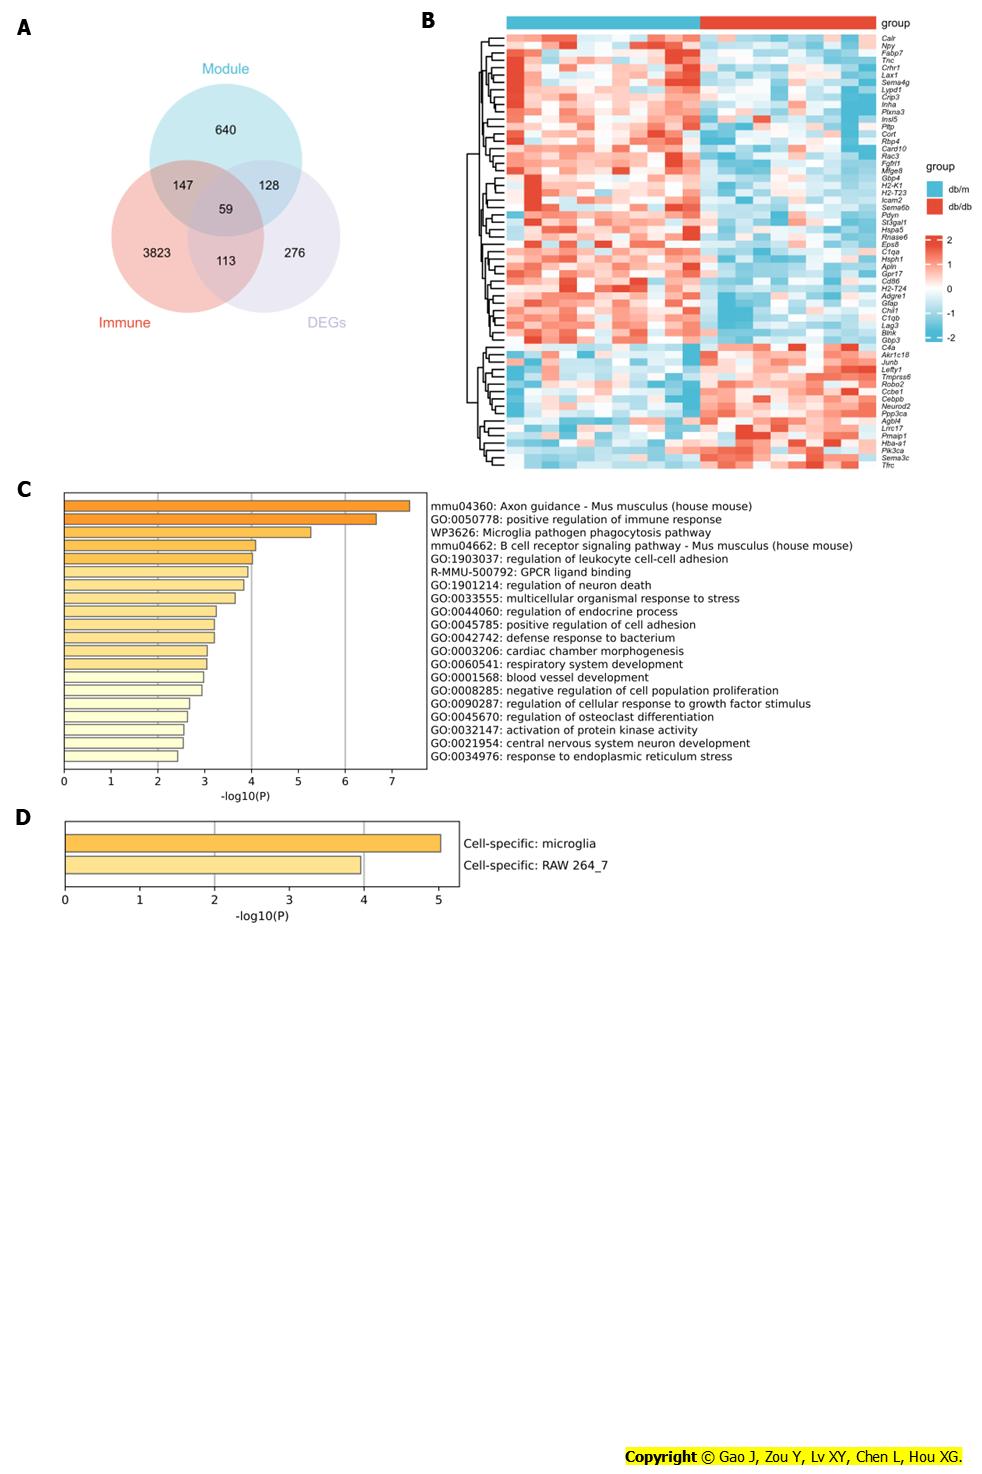 A
Module
640
147
128
59
3823
113
276
Immune
DEGs
B
group
Calr
Npy
Fabp7
Tnc
Crhr1
Lax1
Sema4g
Lypd1
Crip3
Inha
Plxna3
Insl5
Pltp
Cort
Rbp4
Card10
Rac3
Fgfrl1
Mfge8
Gbp4
H2-K1
H2-T23
Icam2
Sema6b
Pdyn
St3gal1
Hspa5
Rnase6
Eps8
C1qa
Hsph1
Apln
Gpr17
Cd86
H2-T24
Adgre1
Gfap
Chil1
C1qb
Lag3
Blnk
Gbp3
C4a
Akr1c18
Junb
Lefty1
Tmprss6
Robo2
Ccbe1
Cebpb
Neurod2
Ppp3ca
Agbl4
Lrrc17
Pmaip1
Hba-a1
Pik3ca
Sema3c
Tfrc
group
db/m
db/db
2
1
0
-1
-2
C
mmu04360: Axon guidance - Mus musculus (house mouse)
GO:0050778: positive regulation of immune response
WP3626: Microglia pathogen phagocytosis pathway
mmu04662: B cell receptor signaling pathway - Mus musculus (house mouse)
GO:1903037: regulation of leukocyte cell-cell adhesion
R-MMU-500792: GPCR ligand binding
GO:1901214: regulation of neuron death
GO:0033555: multicellular organismal response to stress
GO:0044060: regulation of endocrine process
GO:0045785: positive regulation of cell adhesion
GO:0042742: defense response to bacterium
GO:0003206: cardiac chamber morphogenesis
GO:0060541: respiratory system development
GO:0001568: blood vessel development
GO:0008285: negative regulation of cell population proliferation
GO:0090287: regulation of cellular response to growth factor stimulus
GO:0045670: regulation of osteoclast differentiation
GO:0032147: activation of protein kinase activity
GO:0021954: central nervous system neuron development
GO:0034976: response to endoplasmic reticulum stress
0 1 2 3 4 5 6 7
-log10(P)
D
Cell-specific: microglia
Cell-specific: RAW 264_7
0 1 2 3 4 5
-log10(P)
Copyright © Gao J, Zou Y, Lv XY, Chen L, Hou XG.